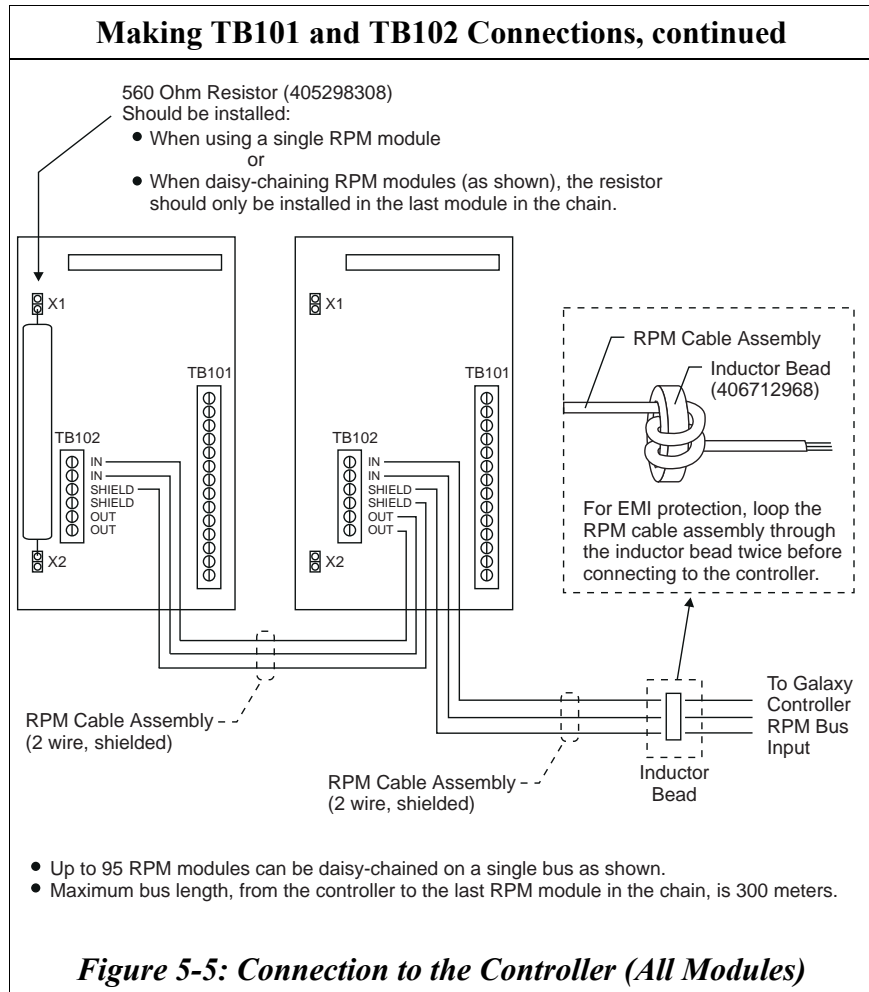 Making TB101 and TB102 Connections, continued
560 Ohm Resistor (405298308)
Should be installed:
• When using a single RPM module
or
• When daisy-chaining RPM modules (as shown), the resistor
should only be installed in the last module in the chain.
X1
TB101
TB102
IN
IN
SHIELD
SHIELD
OUT
OUT
X2
X1
TB101
TB102
IN
IN
SHIELD
SHIELD
OUT
OUT
X2
RPM Cable Assembly
Inductor Bead
(406712968)
For EMI protection, loop the
RPM cable assembly through
the inductor bead twice before
connecting to the controller.
RPM Cable Assembly
(2 wire, shielded)
RPM Cable Assembly
(2 wire, shielded)
Inductor
Bead
To Galaxy
Controller
RPM Bus
Input
• Up to 95 RPM modules can be daisy-chained on a single bus as shown.
• Maximum bus length, from the controller to the last RPM module in the chain, is 300 meters.
Figure 5-5: Connection to the Controller (All Modules)